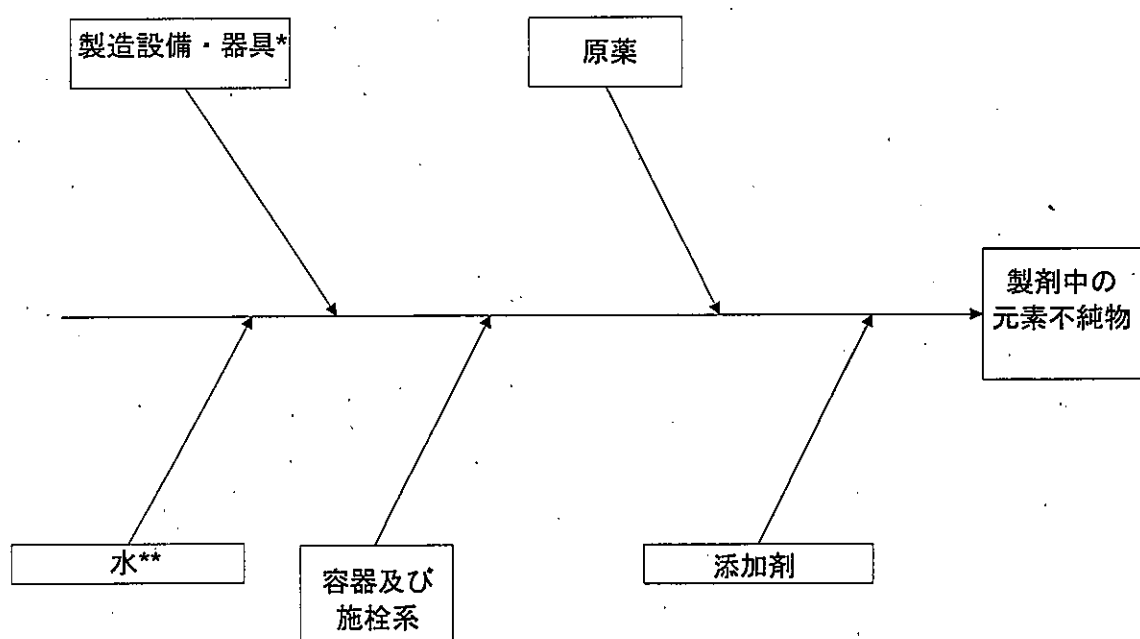 製造設備・器具*
原薬
製剤中の
元素不純物
水**
容器及び
施栓系
添加剤